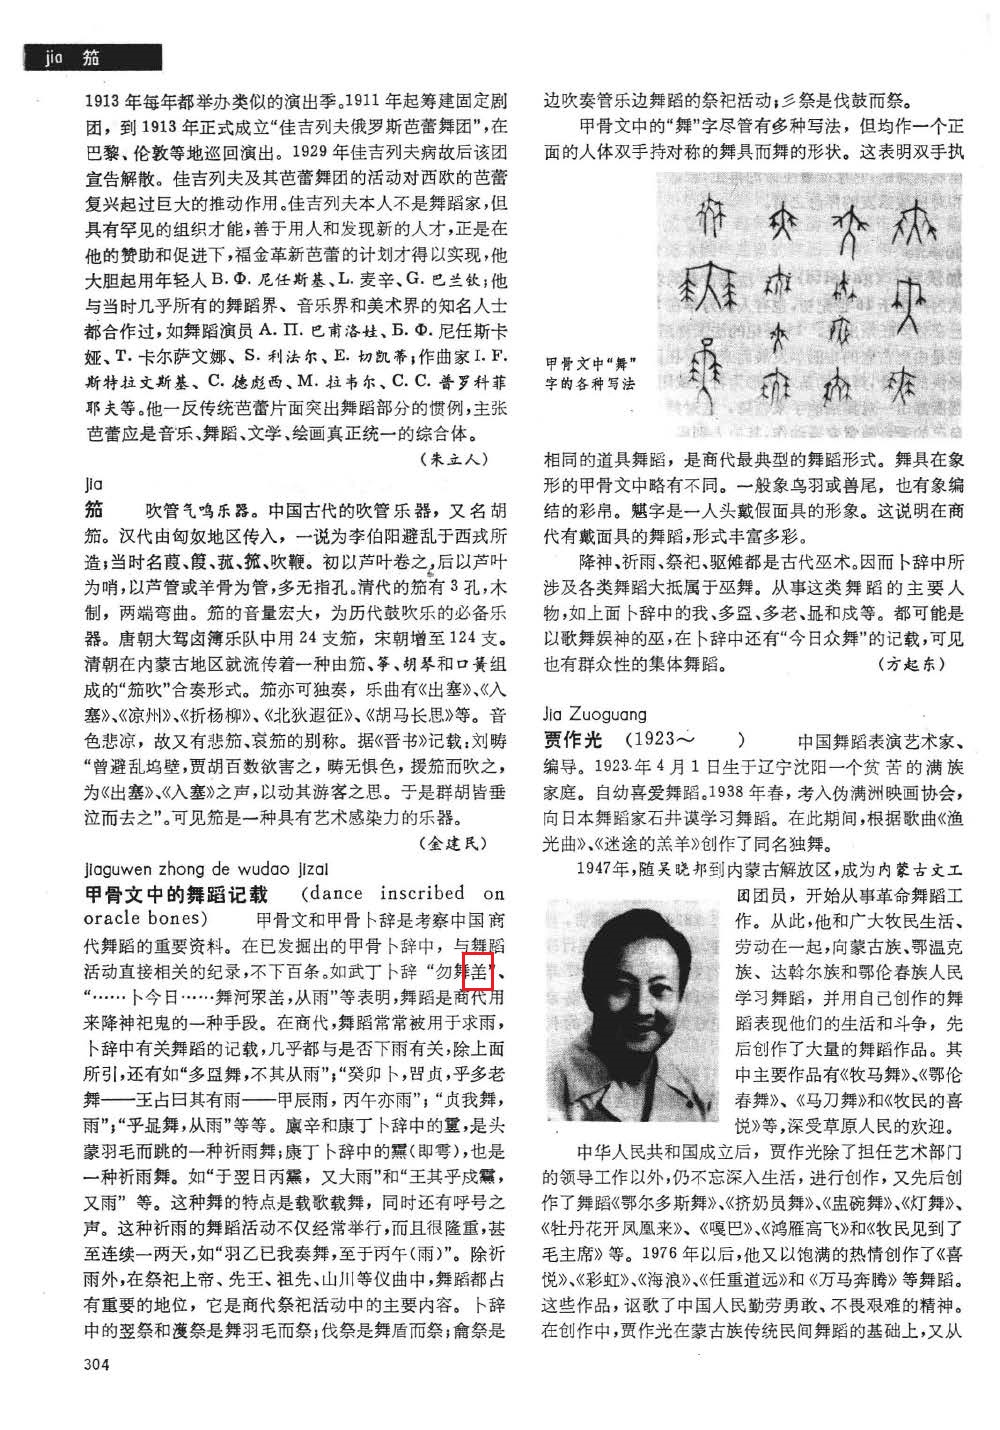 jia 笳
1913 年每年都举办类似的演出季。1911 年起筹建固定剧
团，到 1913 年正式成立“佳吉列夫俄罗斯芭蕾舞团”，在
巴黎、伦敦等地巡回演出。1929 年佳吉列夫病故后该团
宣告解散。佳吉列夫及其芭蕾舞团的活动对西欧的芭蕾
复兴起过巨大的推动作用。佳吉列夫本人不是舞蹈家，但
具有罕见的组织才能，善于用人和发现新的人才，正是在
他的赞助和促进下，福金革新芭蕾的计划才得以实现，他
大胆起用年轻人 В.Ф.尼任斯基、L.麦辛、G.巴兰钦；他
与当时几乎所有的舞蹈界、音乐界和美术界的知名人士
都合作过，如舞蹈演员 А.П.巴甫洛娃、Б.Ф.尼任斯卡
娅、T.卡尔萨文娜、S.利法尔、E.切凯蒂；作曲家 I.F.
斯特拉文斯基、C.德彪西、M.拉韦尔、C.C.普罗科菲
耶夫等。他一反传统芭蕾片面突出舞蹈部分的惯例，主张
芭蕾应是音乐、舞蹈、文学、绘画真正统一的综合体。
（朱立人）
jia
笳 吹管气鸣乐器。中国古代的吹管乐器，又名胡
笳。汉代由匈奴地区传入，一说为李伯阳避乱于西戎所
造；当时名葭、葭、菰、箛、吹鞭。初以芦叶卷之，后以芦叶
为哨，以芦管或羊骨为管，多无指孔。清代的笳有 3 孔，木
制，两端弯曲。笳的音量宏大，为历代鼓吹乐的必备乐
器。唐朝大驾卤簿乐队中用 24 支笳，宋朝增至 124 支。
清朝在内蒙古地区就流传着一种由笳、筝、胡琴和口簧组
成的“笳吹”合奏形式。笳亦可独奏，乐曲有《出塞》、《入
塞》、《凉州》、《折杨柳》、《北狄遐征》、《胡马长思》等。音
色悲凉，故又有悲笳、哀笳的别称。据《晋书》记载：刘畴
“曾避乱坞壁，贾胡百数欲害之，畴无惧色，援笳而吹之，
为《出塞》、《入塞》之声，以动其游客之思。于是群胡皆垂
泣而去之”。可见笳是一种具有艺术感染力的乐器。
（金建民）
jiaguwen zhong de wudao jizai
甲骨文中的舞蹈记载 （dance inscribed on
oracle bones） 甲骨文和甲骨卜辞是考察中国商
代舞蹈的重要资料。在已发掘出的甲骨卜辞中，与舞蹈
活动直接相关的纪录，不下百条。如武丁卜辞“勿舞𦍌”、
“……卜今日……舞河眔𦍌，从雨”等表明，舞蹈是商代用
来降神祀鬼的一种手段。在商代，舞蹈常常被用于求雨，
卜辞中有关舞蹈的记载，几乎都与是否下雨有关，除上面
所引，还有如“多𥁕舞，不其从雨”；“癸卯卜，㕯贞，乎多老
舞——王占曰其有雨——甲辰雨，丙午亦雨”；“贞我舞，
雨”；“乎㬎舞，从雨”等等。廪辛和康丁卜辞中的，是头
蒙羽毛而跳的一种祈雨舞；康丁卜辞中的（即雩），也是
一种祈雨舞。如“于翌日丙，又大雨”和“王其乎戍，
又雨”等。这种舞的特点是载歌载舞，同时还有呼号之
声。这种祈雨的舞蹈活动不仅经常举行，而且很隆重，甚
至连续一两天，如“羽乙已我奏舞，至于丙午（雨）”。除祈
雨外，在祭祀上帝、先王、祖先、山川等仪曲中，舞蹈都占
有重要的地位，它是商代祭祀活动中的主要内容。卜辞
中的翌祭和濩祭是舞羽毛而祭；伐祭是舞盾而祭；龠祭是
304
边吹奏管乐边舞蹈的祭祀活动；彡祭是伐鼓而祭。
甲骨文中的“舞”字尽管有多种写法，但均作一个正
面的人体双手持对称的舞具而舞的形状。这表明双手执
甲骨文中“舞”
字的各种写法
相同的道具舞蹈，是商代最典型的舞蹈形式。舞具在象
形的甲骨文中略有不同。一般象鸟羽或兽尾，也有象编
结的彩帛。魌字是一人头戴假面具的形象。这说明在商
代有戴面具的舞蹈，形式丰富多彩。
降神、祈雨、祭祀、驱傩都是古代巫术。因而卜辞中所
涉及各类舞蹈大抵属于巫舞。从事这类舞蹈的主要人
物，如上面卜辞中的我、多𥁕、多老、㬎和戍等。都可能是
以歌舞娱神的巫，在卜辞中还有“今日众舞”的记载，可见
也有群众性的集体舞蹈。 （方起东）
Jia Zuoguang
贾作光 （1923～ ） 中国舞蹈表演艺术家、
编导。1923 年 4 月 1 日生于辽宁沈阳一个贫苦的满族
家庭。自幼喜爱舞蹈。1938 年春，考入伪满洲映画协会，
向日本舞蹈家石井谟学习舞蹈。在此期间，根据歌曲《渔
光曲》、《迷途的羔羊》创作了同名独舞。
1947年，随吴晓邦到内蒙古解放区，成为内蒙古文工
团团员，开始从事革命舞蹈工
作。从此，他和广大牧民生活、
劳动在一起，向蒙古族、鄂温克
族、达斡尔族和鄂伦春族人民
学习舞蹈，并用自己创作的舞
蹈表现他们的生活和斗争，先
后创作了大量的舞蹈作品。其
中主要作品有《牧马舞》、《鄂伦
春舞》、《马刀舞》和《牧民的喜
悦》等，深受草原人民的欢迎。
中华人民共和国成立后，贾作光除了担任艺术部门
的领导工作以外，仍不忘深入生活，进行创作，又先后创
作了舞蹈《鄂尔多斯舞》、《挤奶员舞》、《盅碗舞》、《灯舞》、
《牡丹花开凤凰来》、《嘎巴》、《鸿雁高飞》和《牧民见到了
毛主席》等。1976 年以后，他又以饱满的热情创作了《喜
悦》、《彩虹》、《海浪》、《任重道远》和《万马奔腾》等舞蹈。
这些作品，讴歌了中国人民勤劳勇敢、不畏艰难的精神。
在创作中，贾作光在蒙古族传统民间舞蹈的基础上，又从